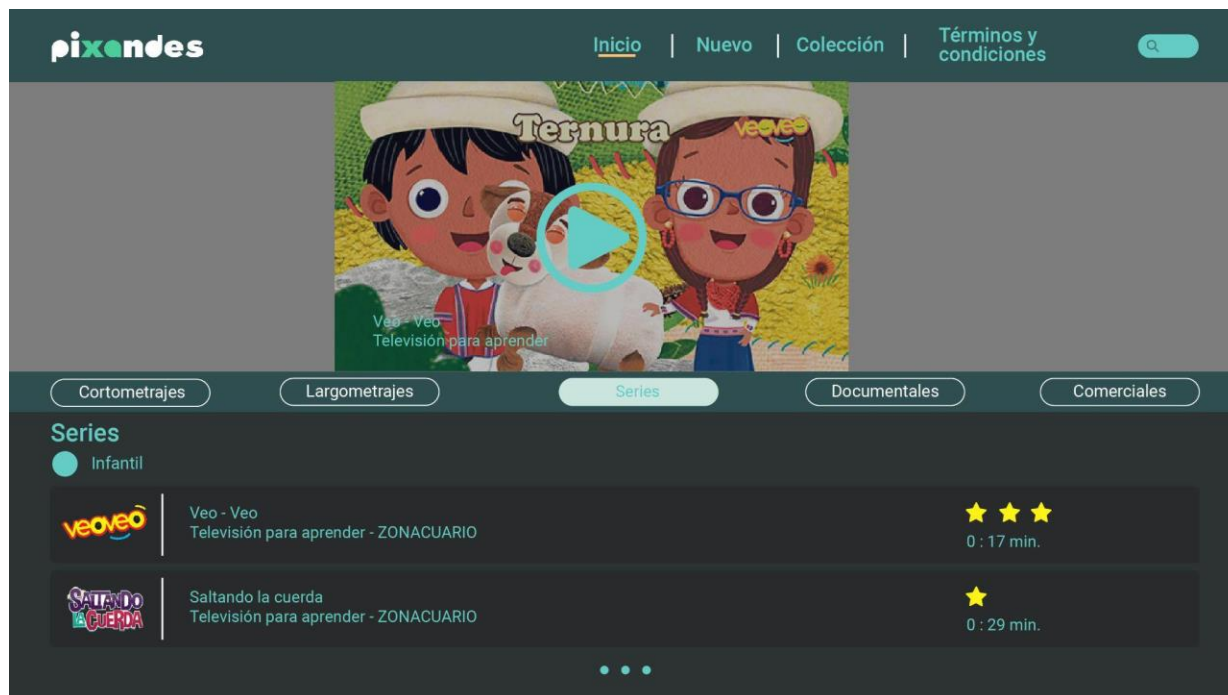 pixandes
Inicio | Nuevo | Colección | Términos y
condiciones
Ternura
veoveo
Veo - Veo
Televisión para aprender
Cortometrajes
Largometrajes
Series
Documentales
Comerciales
Series
Infantil
veoveo
Veo - Veo
Televisión para aprender - ZONACUARIO
0 : 17 min.
SALTANDO
LA CUERDA
Saltando la cuerda
Televisión para aprender - ZONACUARIO
0 : 29 min.